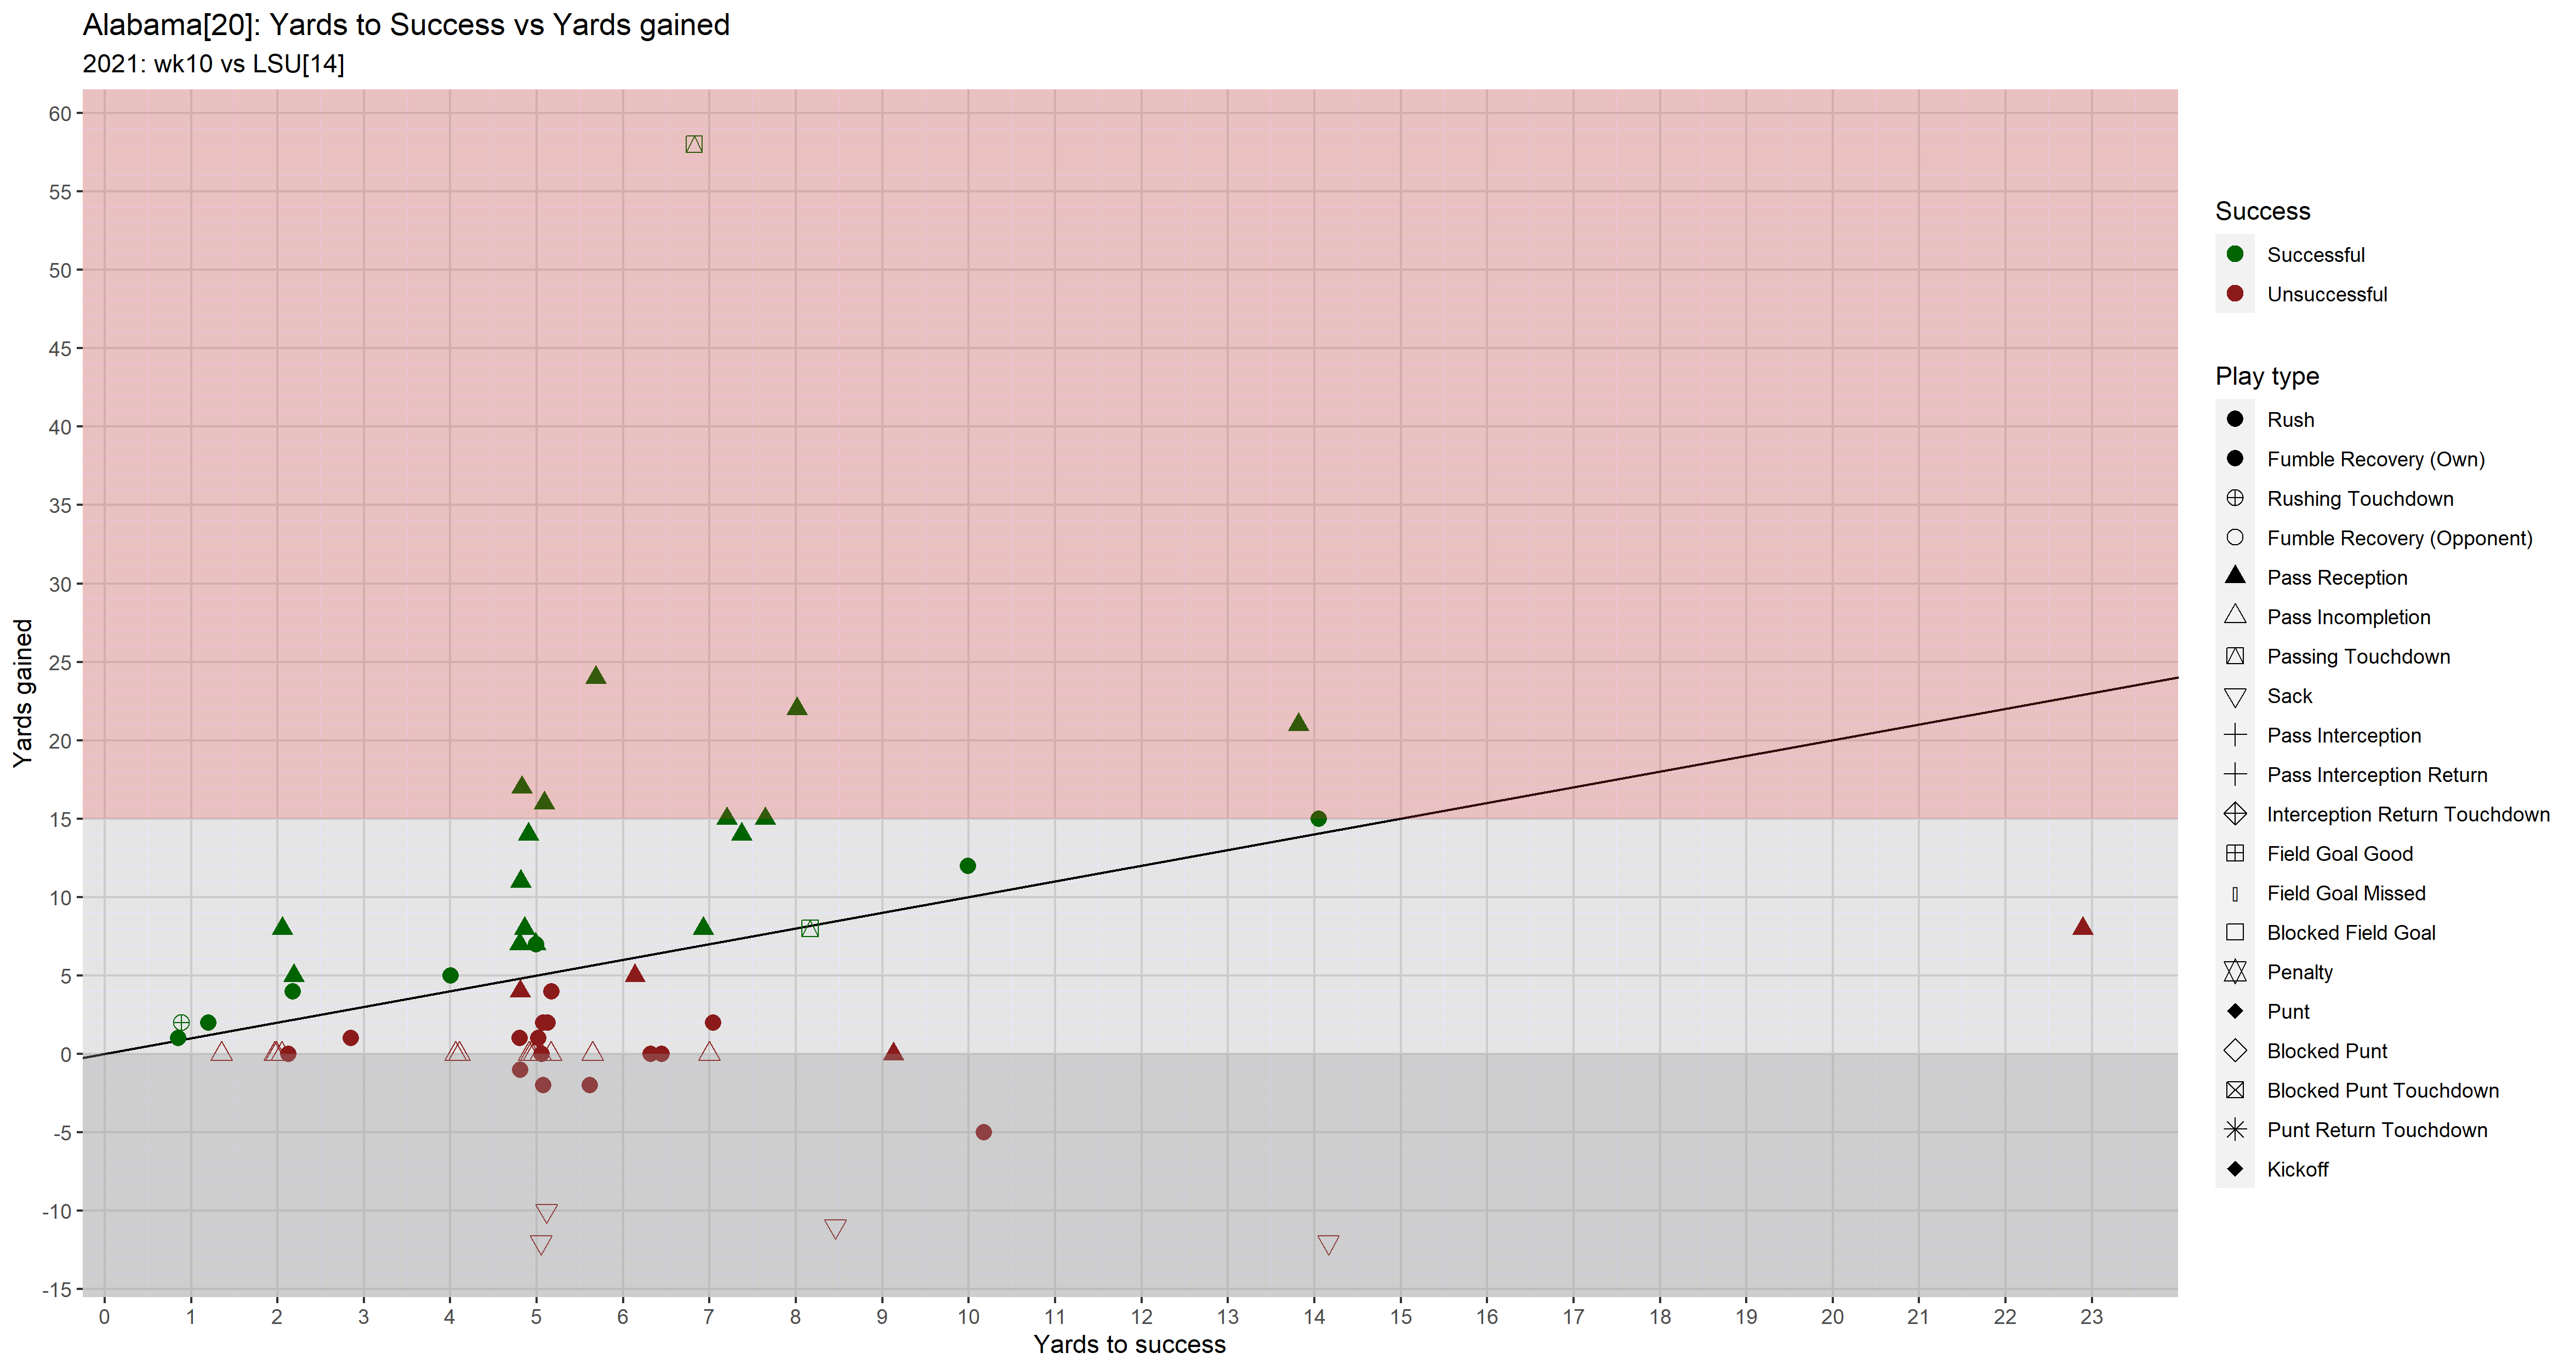 Alabama[20]: Yards to Success vs Yards gained
2021: wk10 vs LSU[14]
Yards gained
60
55
50
45
40
35
30
25
20
15
10
5
0
-5
-10
-15
0 1 2 3 4 5 6 7 8 9 10 11 12 13 14 15 16 17 18 19 20 21 22 23
Yards to success
Success
Successful
Unsuccessful
Play type
Rush
Fumble Recovery (Own)
Rushing Touchdown
Fumble Recovery (Opponent)
Pass Reception
Pass Incompletion
Passing Touchdown
Sack
Pass Interception
Pass Interception Return
Interception Return Touchdown
Field Goal Good
Field Goal Missed
Blocked Field Goal
Penalty
Punt
Blocked Punt
Blocked Punt Touchdown
Punt Return Touchdown
Kickoff